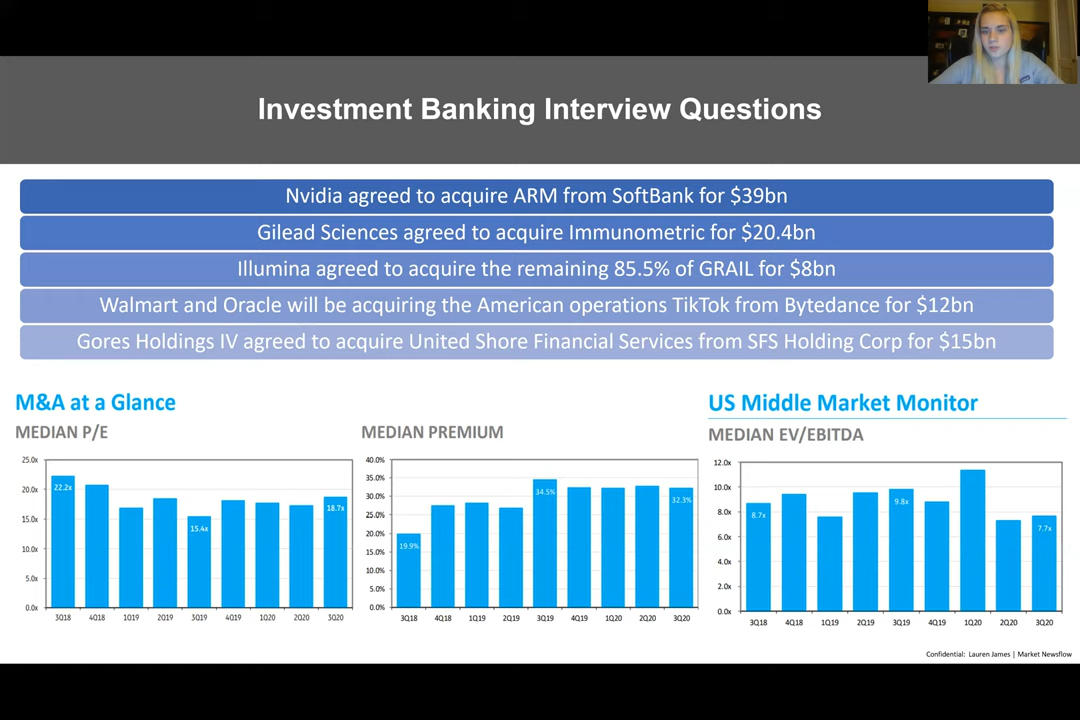 Investment Banking Interview Questions
Nvidia agreed to acquire ARM from SoftBank for $39bn
Gilead Sciences agreed to acquire Immunometric for $20.4bn
Illumina agreed to acquire the remaining 85.5% of GRAIL for $8bn
Walmart and Oracle will be acquiring the American operations TikTok from Bytedance for $12bn
Gores Holdings IV agreed to acquire United Shore Financial Services from SFS Holding Corp for $15bn
M&A at a Glance
MEDIAN P/E
25.0x
20.0x
15.0x
10.0x
5.0x
0.0x
22.2x
15.4x
18.7x
3Q18 4Q18 1Q19 2Q19 3Q19 4Q19 1Q20 2Q20 3Q20
MEDIAN PREMIUM
40.0%
35.0%
30.0%
25.0%
20.0%
15.0%
10.0%
5.0%
0.0%
19.9%
34.5%
32.3%
3Q18 4Q18 1Q19 2Q19 3Q19 4Q19 1Q20 2Q20 3Q20
US Middle Market Monitor
MEDIAN EV/EBITDA
12.0x
10.0x
8.0x
6.0x
4.0x
2.0x
0.0x
8.7x
9.8x
7.7x
3Q18 4Q18 1Q19 2Q19 3Q19 4Q19 1Q20 2Q20 3Q20
Confidential: Lauren James | Market Newsflow